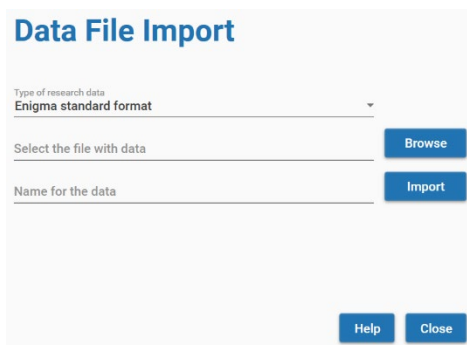 Data File Import
Type of research data
Enigma standard format
Select the file with data
Browse
Name for the data
Import
Help
Close